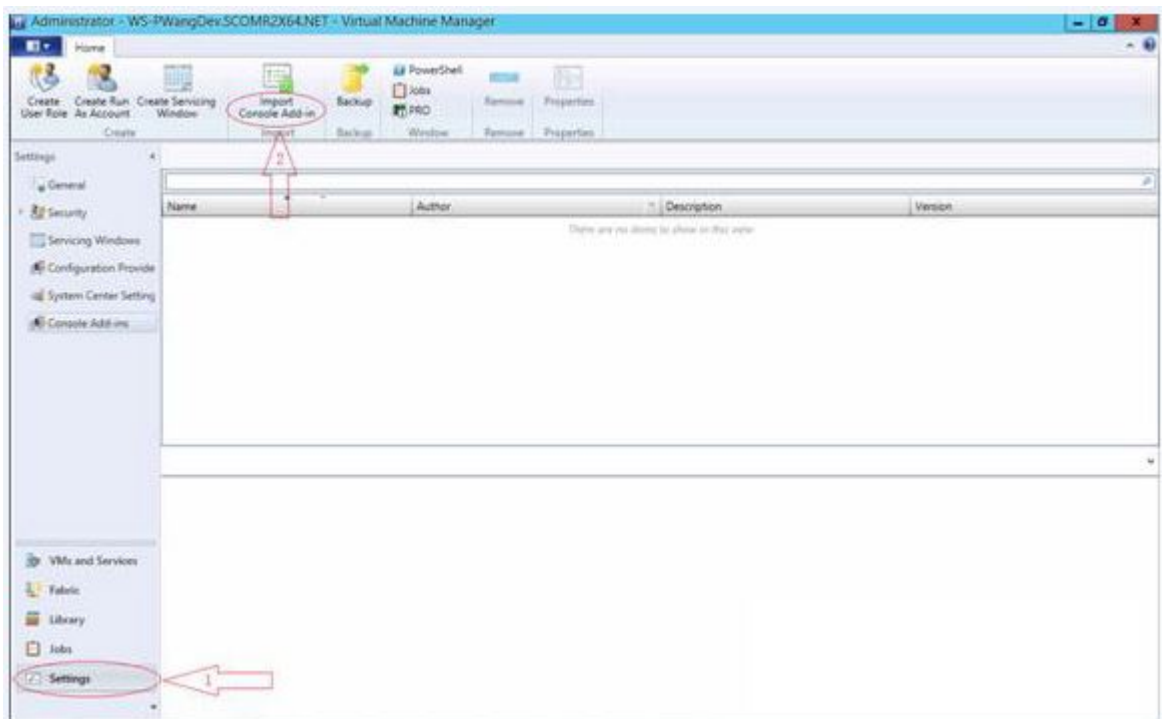 Administrator - WS-PWangDev.SCOMR2X64.NET - Virtual Machine Manager
Home
Create User Role
Create Run As Account
Create Servicing Window
Import Console Add-in
Backup
PowerShell
Jobs
PRO
Remove
Properties
Create
Import
Backup
Window
Remove
Properties
2
Settings
General
Security
Servicing Windows
Configuration Provide
System Center Setting
Console Add-ins
Name
Author
Description
Version
There are no items to show in this view.
VMs and Services
Fabric
Library
Jobs
Settings
1